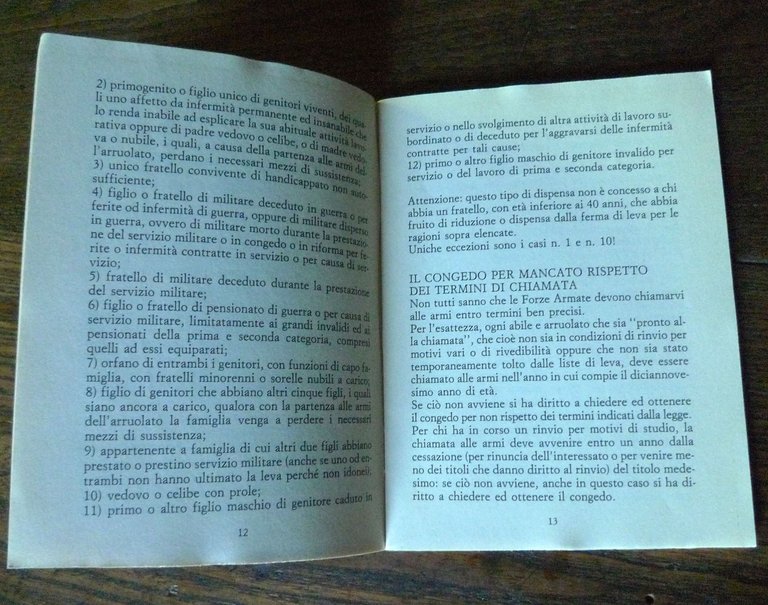 2) primogenito o figlio unico di genitori viventi, dei qua-
li uno affetto da infermità permanente ed insanabile che
lo renda inabile ad esplicare la sua abituale attività lavo-
rativa oppure di padre vedovo o celibe, o di madre vedo-
va o nubile, i quali, a causa della partenza alle armi del-
l'arruolato, perdano i necessari mezzi di sussistenza;
3) unico fratello convivente di handicappato non auto-
sufficiente;
4) figlio o fratello di militare deceduto in guerra o per
ferite od infermità di guerra, oppure di militare disperso
in guerra, ovvero di militare morto durante la prestazio-
ne del servizio militare o in congedo o in riforma per fe-
rite o infermità contratte in servizio o per causa di ser-
vizio;
5) fratello di militare deceduto durante la prestazione
del servizio militare;
6) figlio o fratello di pensionato di guerra o per causa di
servizio militare, limitatamente ai grandi invalidi ed ai
pensionati della prima e seconda categoria, compresi
quelli ad essi equiparati;
7) orfano di entrambi i genitori, con funzioni di capo fa-
miglia, con fratelli minorenni o sorelle nubili a carico;
8) figlio di genitori che abbiano altri cinque figli, i quali
siano ancora a carico, qualora con la partenza alle armi
dell'arruolato la famiglia venga a perdere i necessari
mezzi di sussistenza;
9) appartenente a famiglia di cui altri due figli abbiano
prestato o prestino servizio militare (anche se uno od en-
trambi non hanno ultimato la leva perché non idonei);
10) vedovo o celibe con prole;
11) primo o altro figlio maschio di genitore caduto in
12
servizio o nello svolgimento di altra attività di lavoro su-
bordinato o di deceduto per l'aggravarsi delle infermità
contratte per tali cause;
12) primo o altro figlio maschio di genitore invalido per
servizio o del lavoro di prima e seconda categoria.
Attenzione: questo tipo di dispensa non è concesso a chi
abbia un fratello, con età inferiore ai 40 anni, che abbia
fruito di riduzione o dispensa dalla ferma di leva per le
ragioni sopra elencate.
Uniche eccezioni sono i casi n. 1 e n. 10!
IL CONGEDO PER MANCATO RISPETTO
DEI TERMINI DI CHIAMATA
Non tutti sanno che le Forze Armate devono chiamarvi
alle armi entro termini ben precisi.
Per l'esattezza, ogni abile e arruolato che sia "pronto al-
la chiamata", che cioè non sia in condizioni di rinvio per
motivi vari o di rivedibilità oppure che non sia stato
temporaneamente tolto dalle liste di leva, deve essere
chiamato alle armi nell'anno in cui compie il diciannove-
simo anno di età.
Se ciò non avviene si ha diritto a chiedere ed ottenere
il congedo per non rispetto dei termini indicati dalla legge.
Per chi ha in corso un rinvio per motivi di studio, la
chiamata alle armi deve avvenire entro un anno dalla
cessazione (per rinuncia dell'interessato o per venire me-
no dei titoli che danno diritto al rinvio) del titolo mede-
simo: se ciò non avviene, anche in questo caso si ha di-
ritto a chiedere ed ottenere il congedo.
13